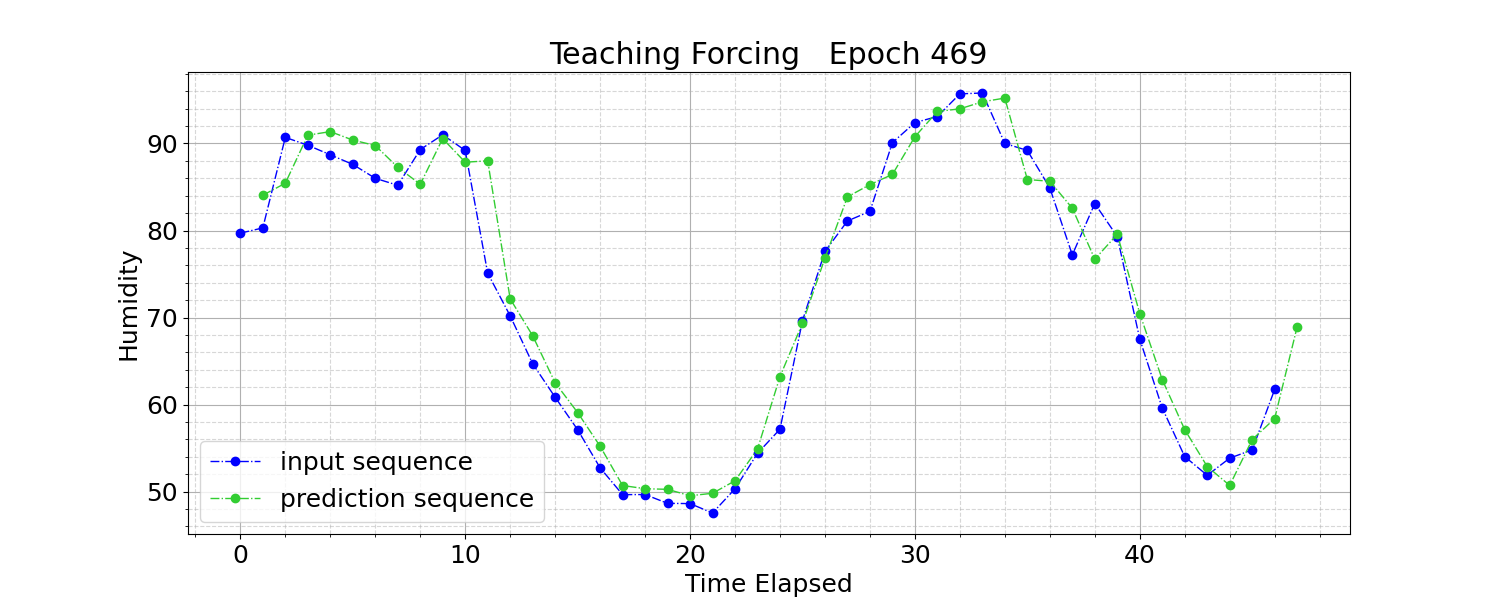 Teaching Forcing   Epoch 469
Humidity
90
80
70
60
50
input sequence
prediction sequence
0 10 20 30 40
Time Elapsed